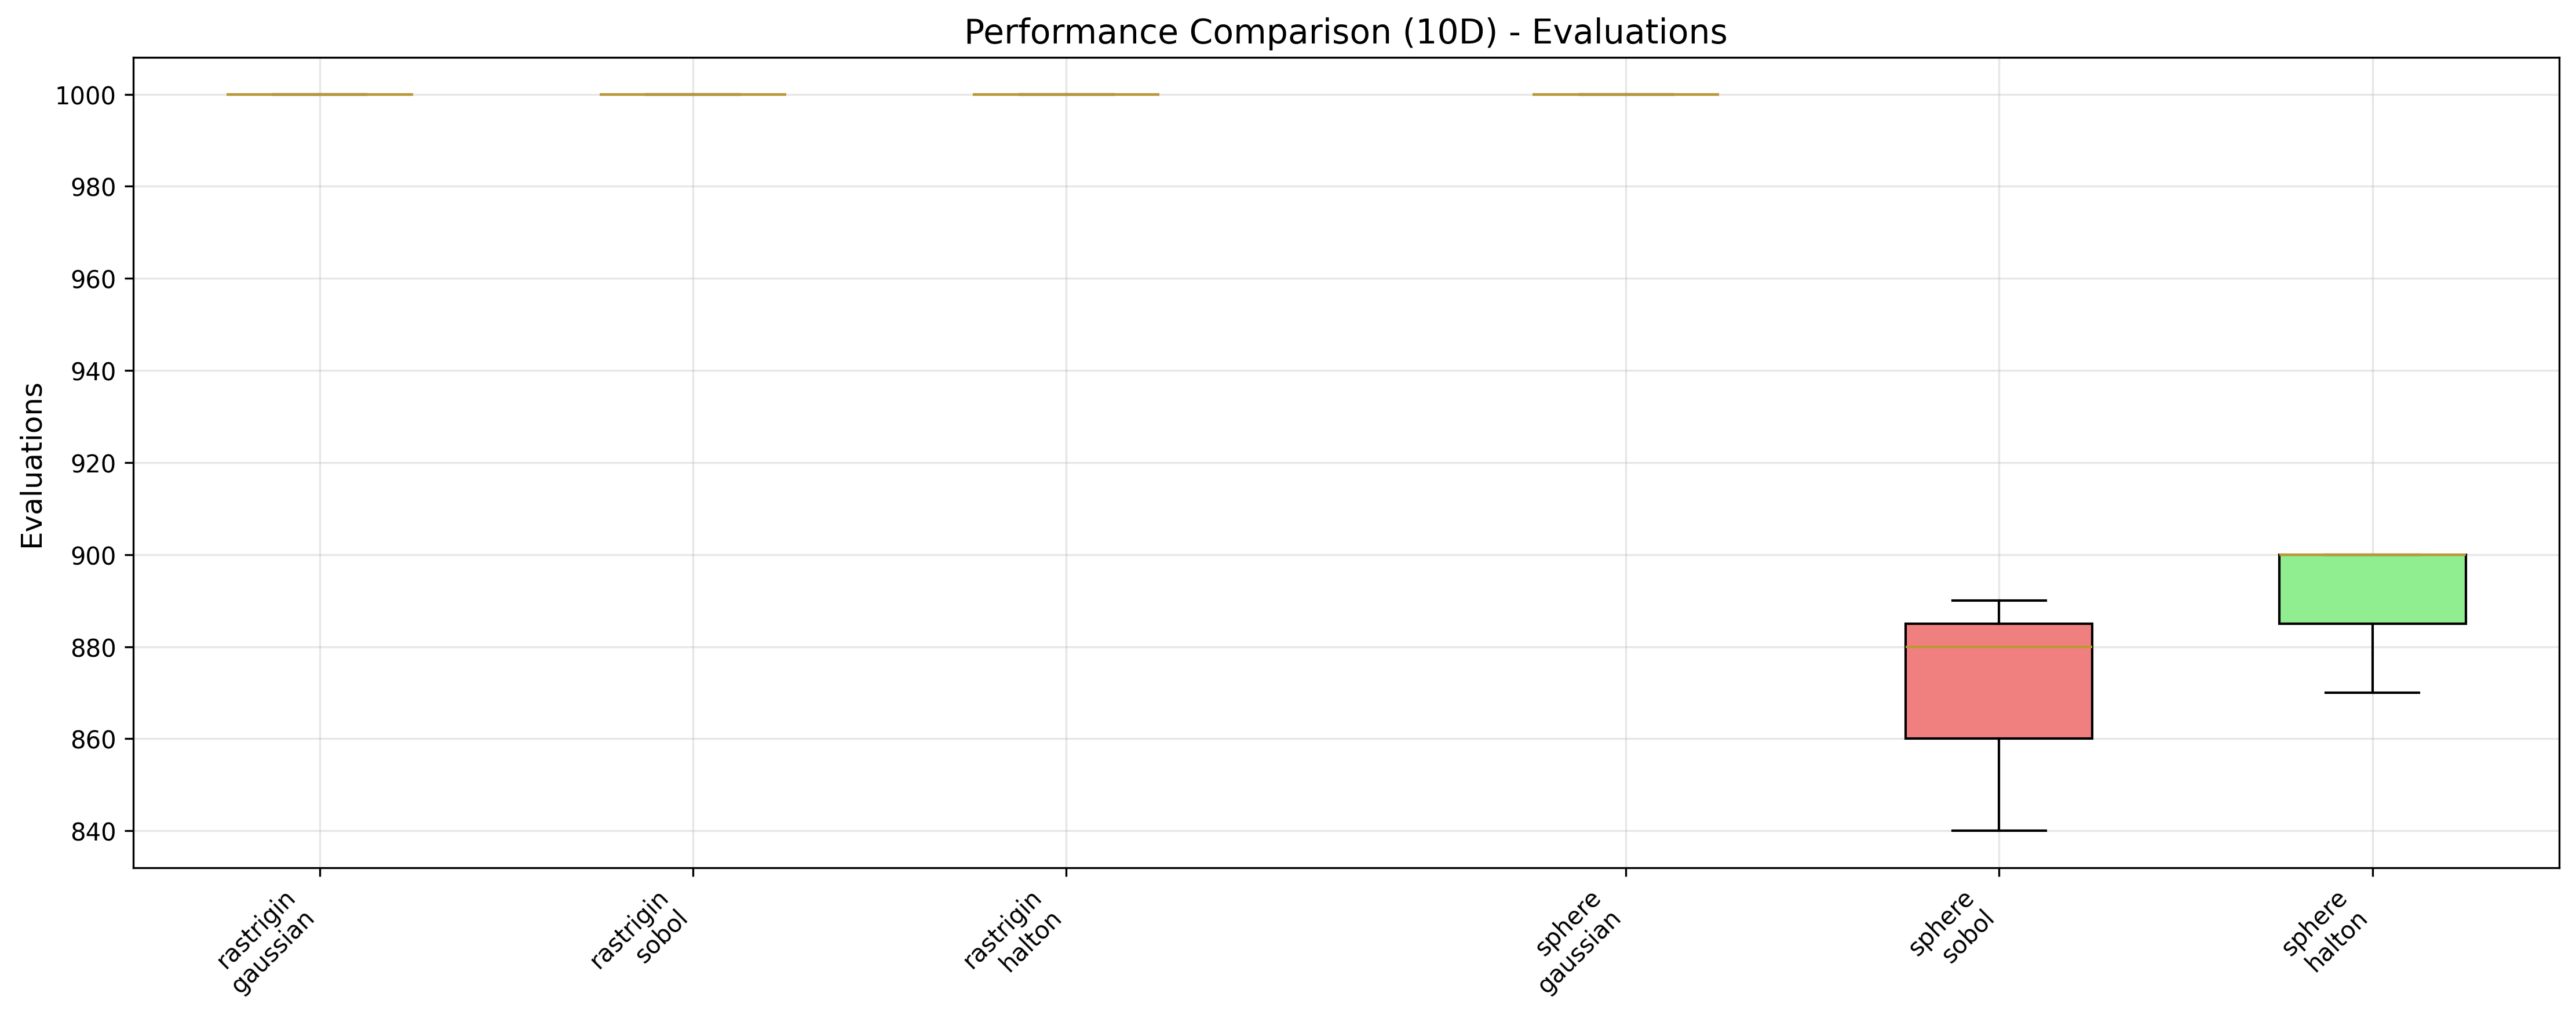 Performance Comparison (10D) - Evaluations
Evaluations
1000
980
960
940
920
900
880
860
840
rastrigin
gaussian
rastrigin
sobol
rastrigin
halton
sphere
gaussian
sphere
sobol
sphere
halton